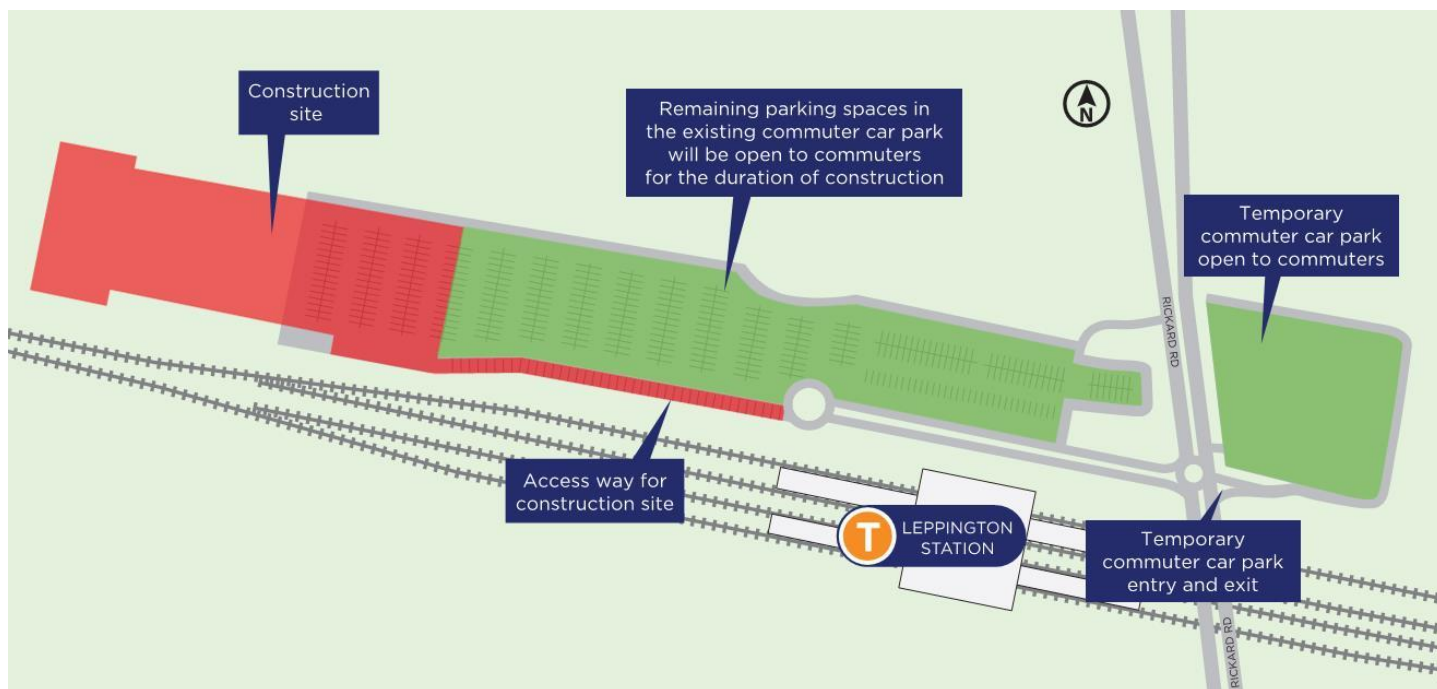 Construction
site
Remaining parking spaces in
the existing commuter car park
will be open to commuters
for the duration of construction
N
Temporary
commuter car park
open to commuters
RICKARD RD
Access way for
construction site
T
LEPPINGTON
STATION
Temporary
commuter car park
entry and exit
RICKARD RD